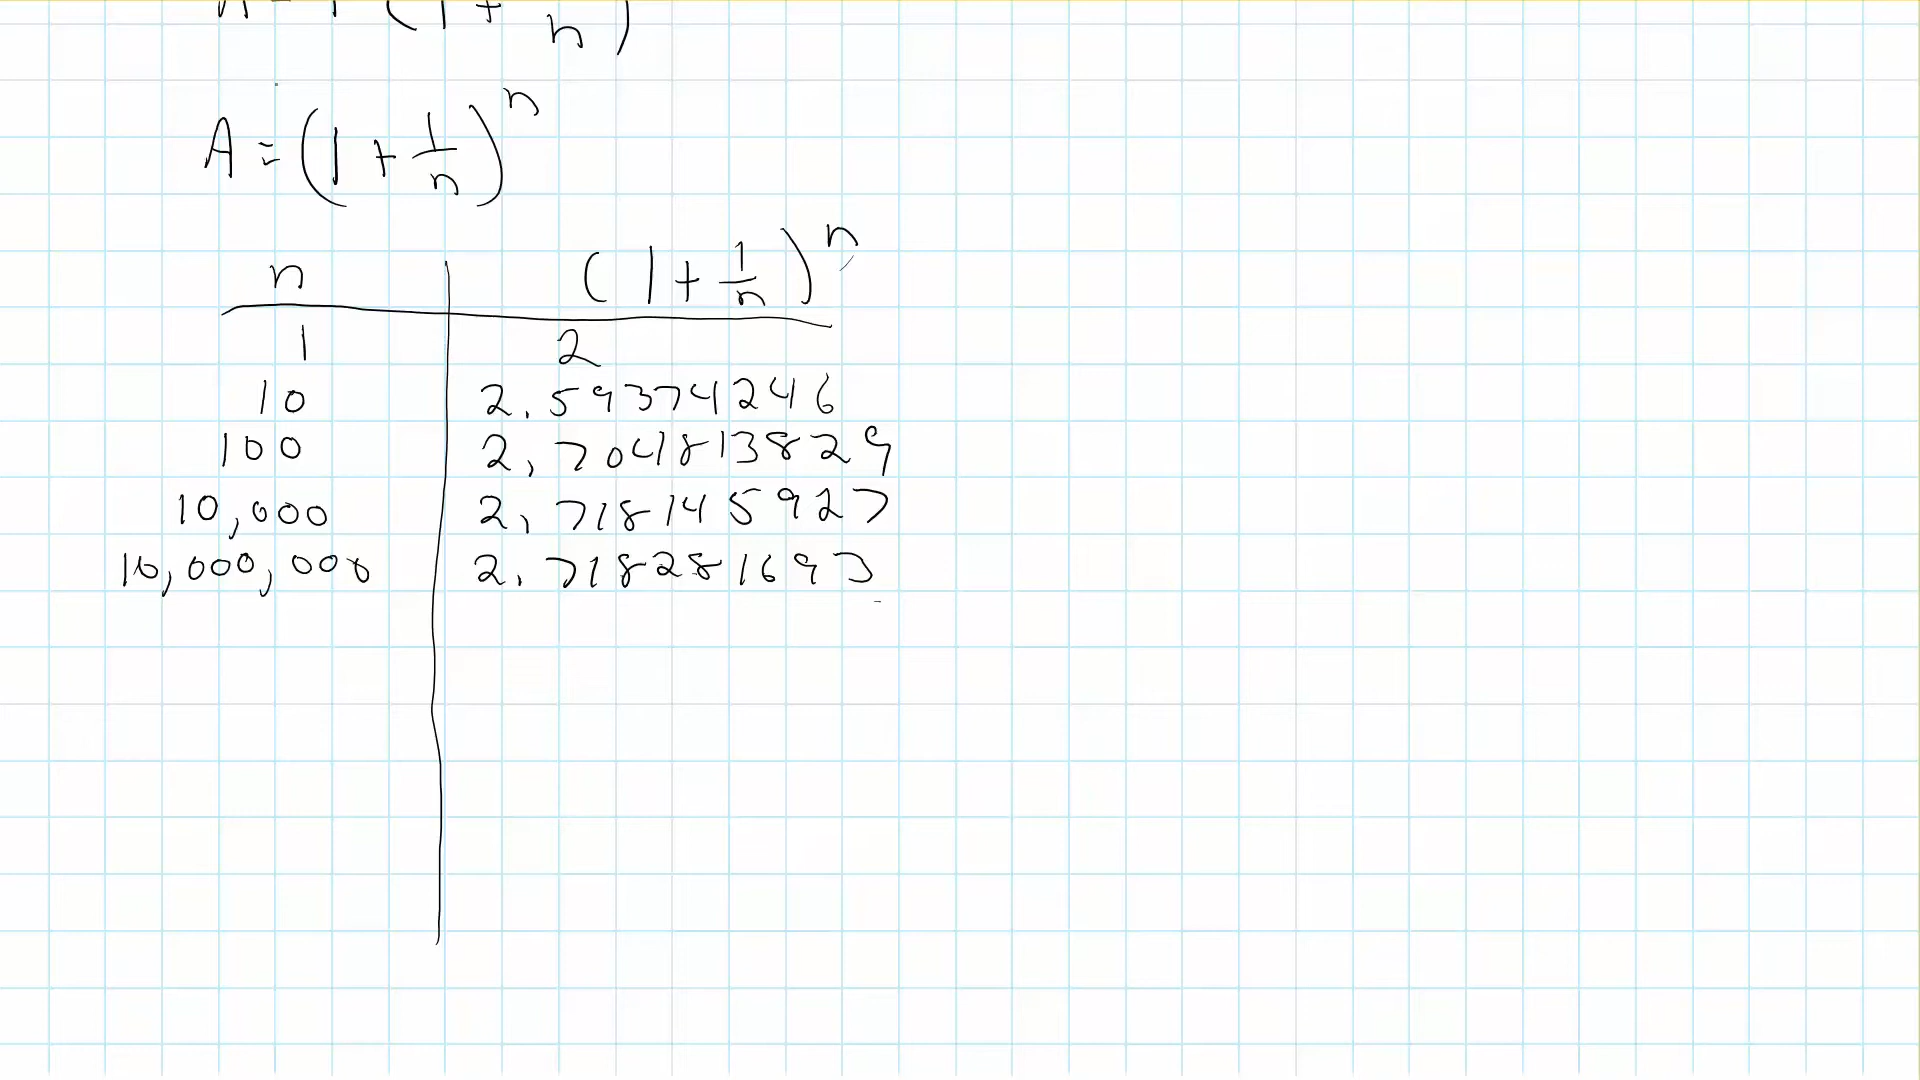 A = (1 + 1/n)^n
n (1 + 1/n)^n
1 2
10 2.59374246
100 2.704813829
10,000 2.718145927
10,000,000 2.718281693